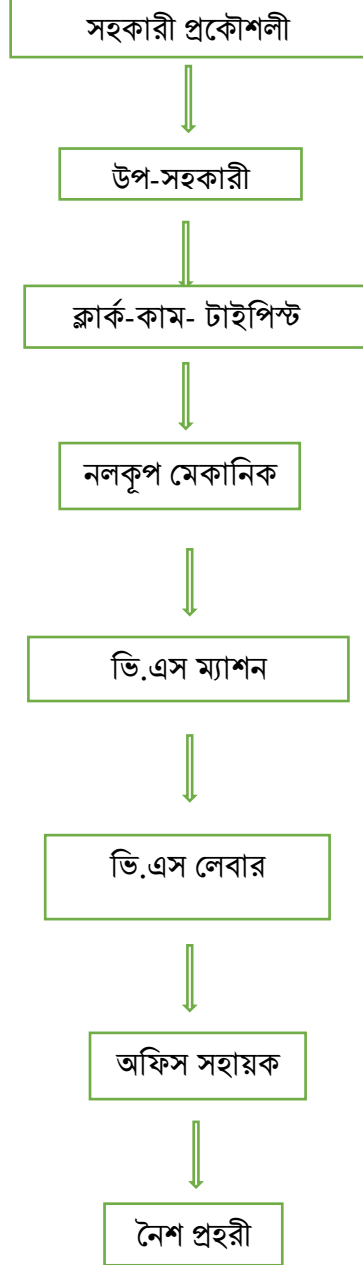 সহকারী প্রকৌশলী
উপ-সহকারী
ক্লার্ক-কাম- টাইপিস্ট
নলকূপ মেকানিক
ভি.এস ম্যাশন
ভি.এস লেবার
অফিস সহায়ক
নৈশ প্রহরী